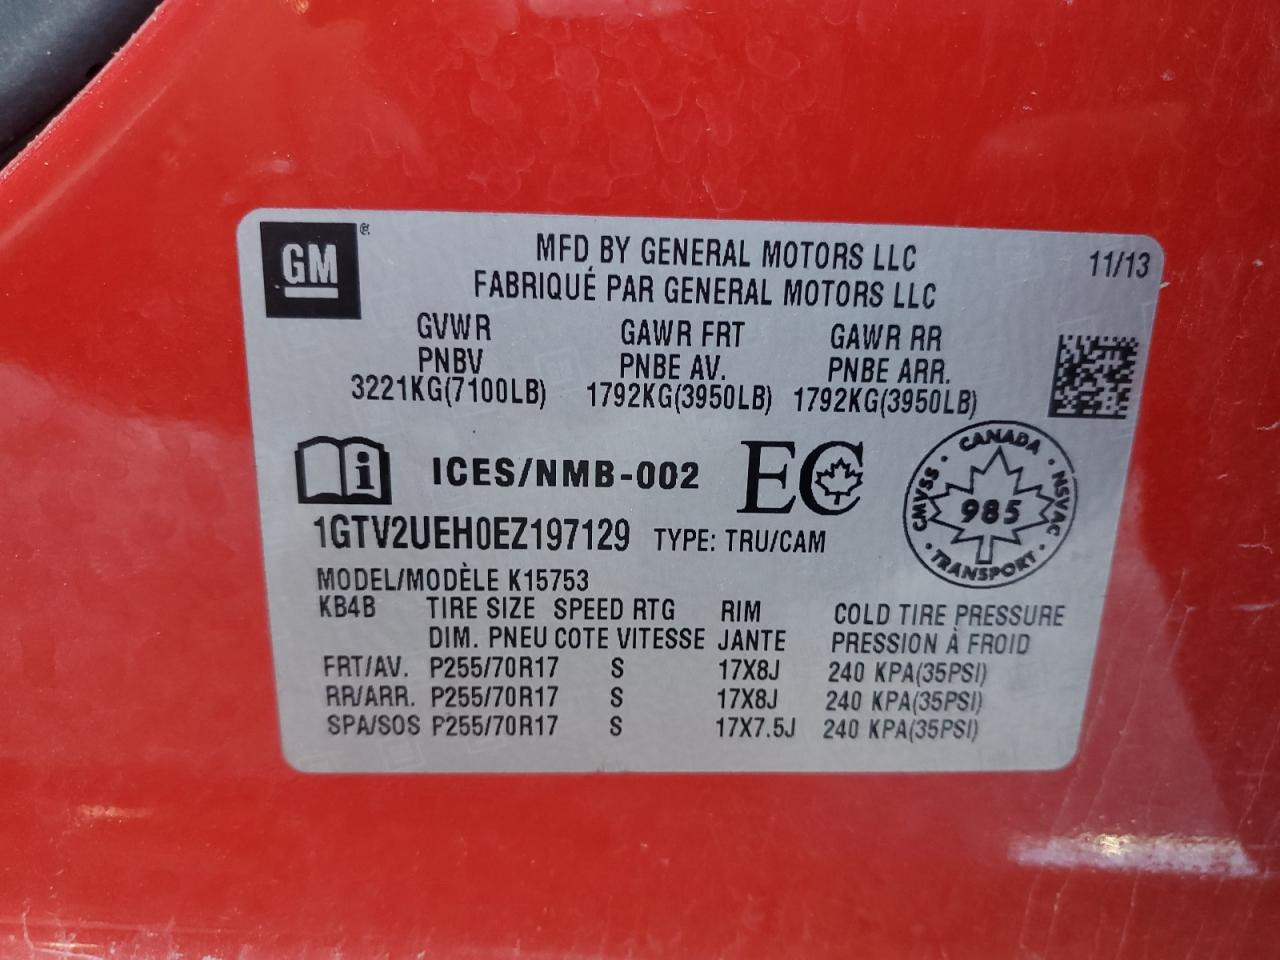 GM®
MFD BY GENERAL MOTORS LLC 11/13
FABRIQUÉ PAR GENERAL MOTORS LLC
GVWR GAWR FRT GAWR RR
PNBV PNBE AV. PNBE ARR.
3221KG(7100LB) 1792KG(3950LB) 1792KG(3950LB)
i ICES/NMB-002 EC
CANADA
CMVSS • 985 • NSVAC
• TRANSPORT •
1GTV2UEH0EZ197129 TYPE: TRU/CAM
MODEL/MODÈLE K15753
KB4B TIRE SIZE SPEED RTG RIM COLD TIRE PRESSURE
DIM. PNEU COTE VITESSE JANTE PRESSION À FROID
FRT/AV. P255/70R17 S 17X8J 240 KPA(35PSI)
RR/ARR. P255/70R17 S 17X8J 240 KPA(35PSI)
SPA/SOS P255/70R17 S 17X7.5J 240 KPA(35PSI)